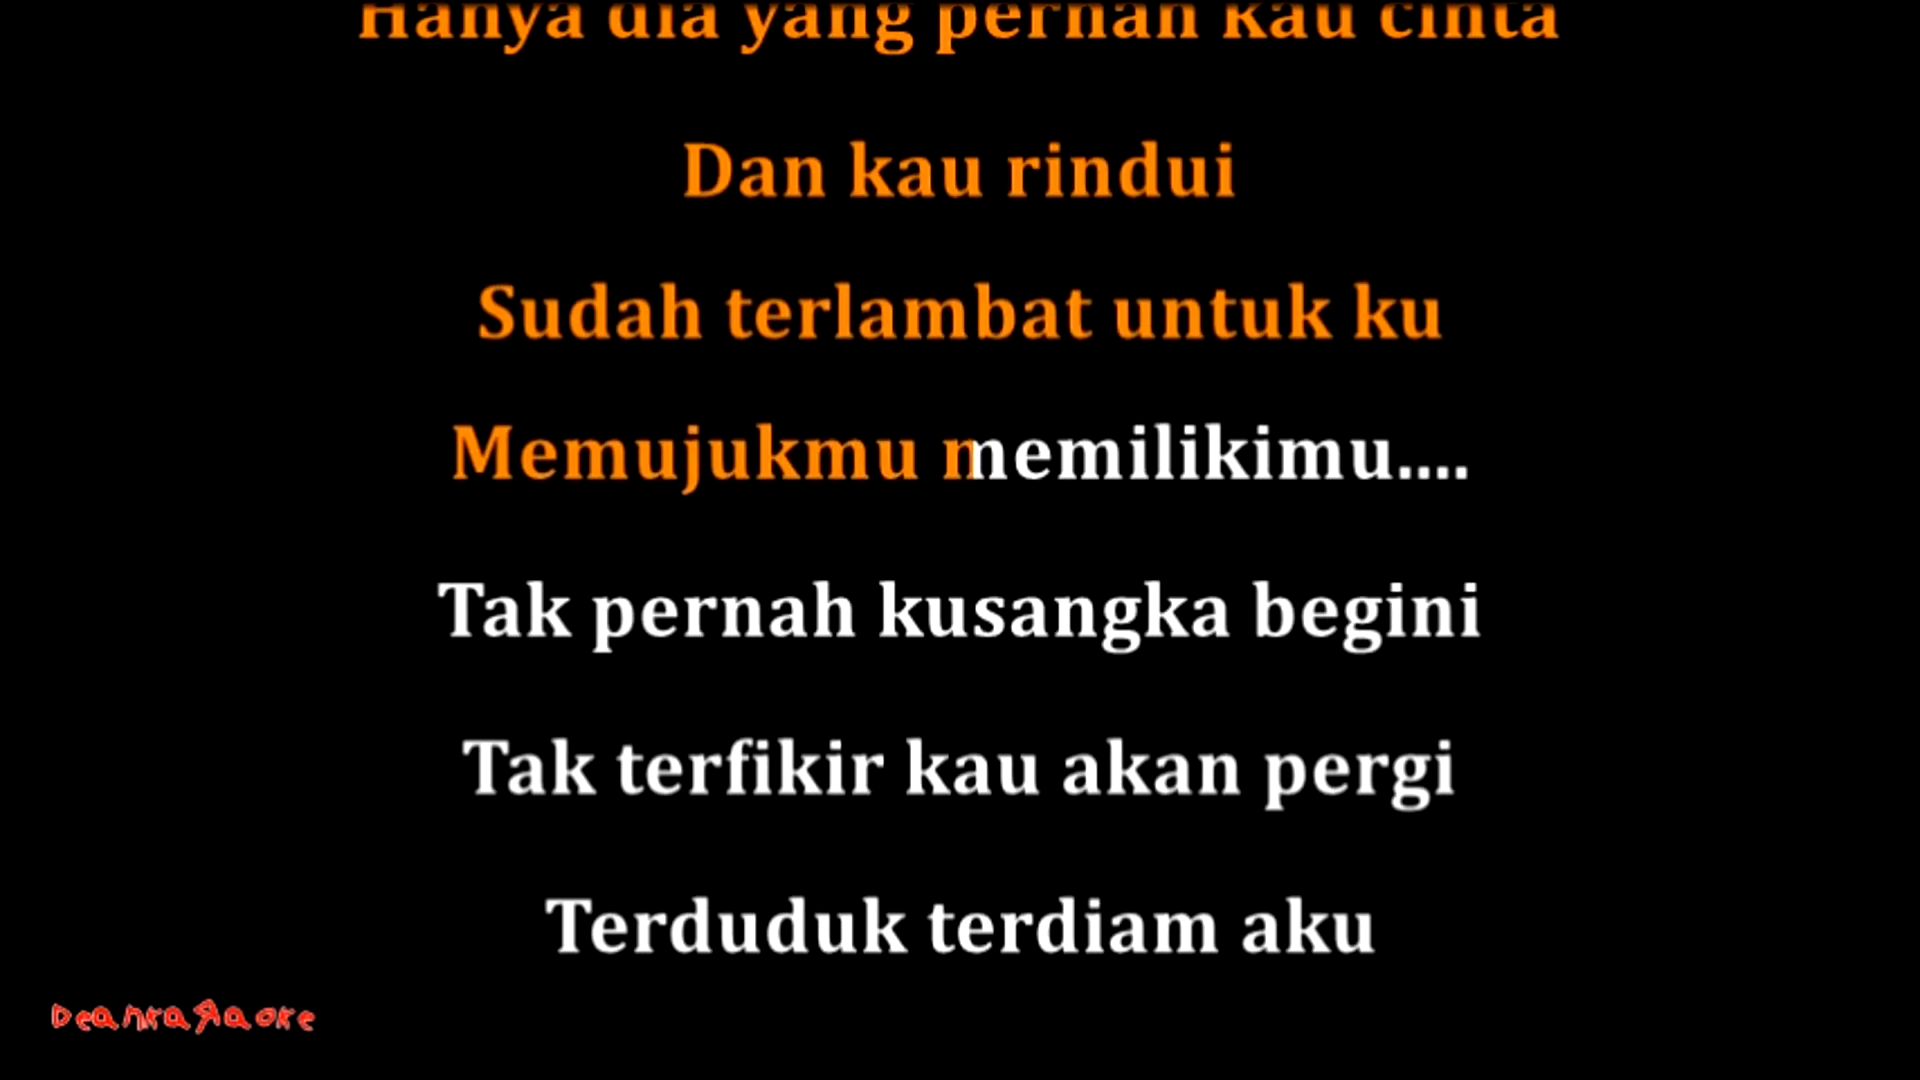 Hanya dia yang pernah kau cinta
Dan kau rindui
Sudah terlambat untuk ku
Memujukmu memilikimu....
Tak pernah kusangka begini
Tak terfikir kau akan pergi
Terduduk terdiam aku
DeanKaRaoKe